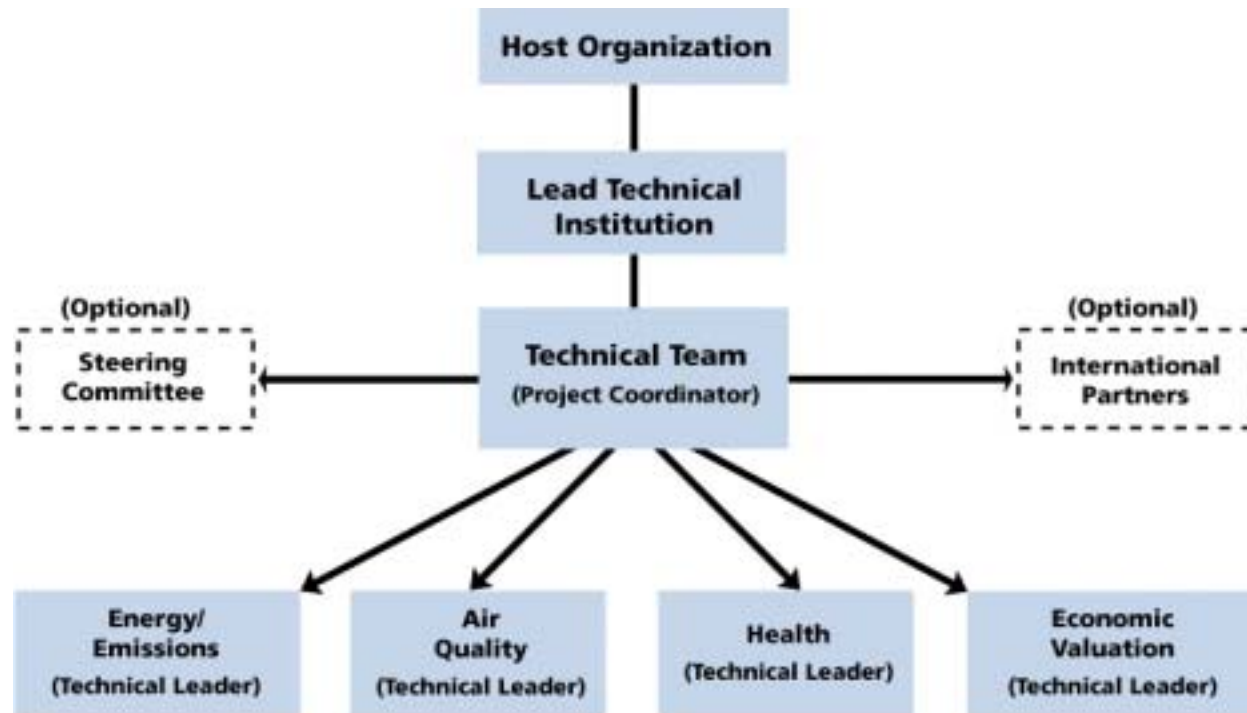 Host Organization
Lead Technical
Institution
(Optional)
Steering
Committee
Technical Team
(Project Coordinator)
(Optional)
International
Partners
Energy/
Emissions
(Technical Leader)
Air
Quality
(Technical Leader)
Health
(Technical Leader)
Economic
Valuation
(Technical Leader)